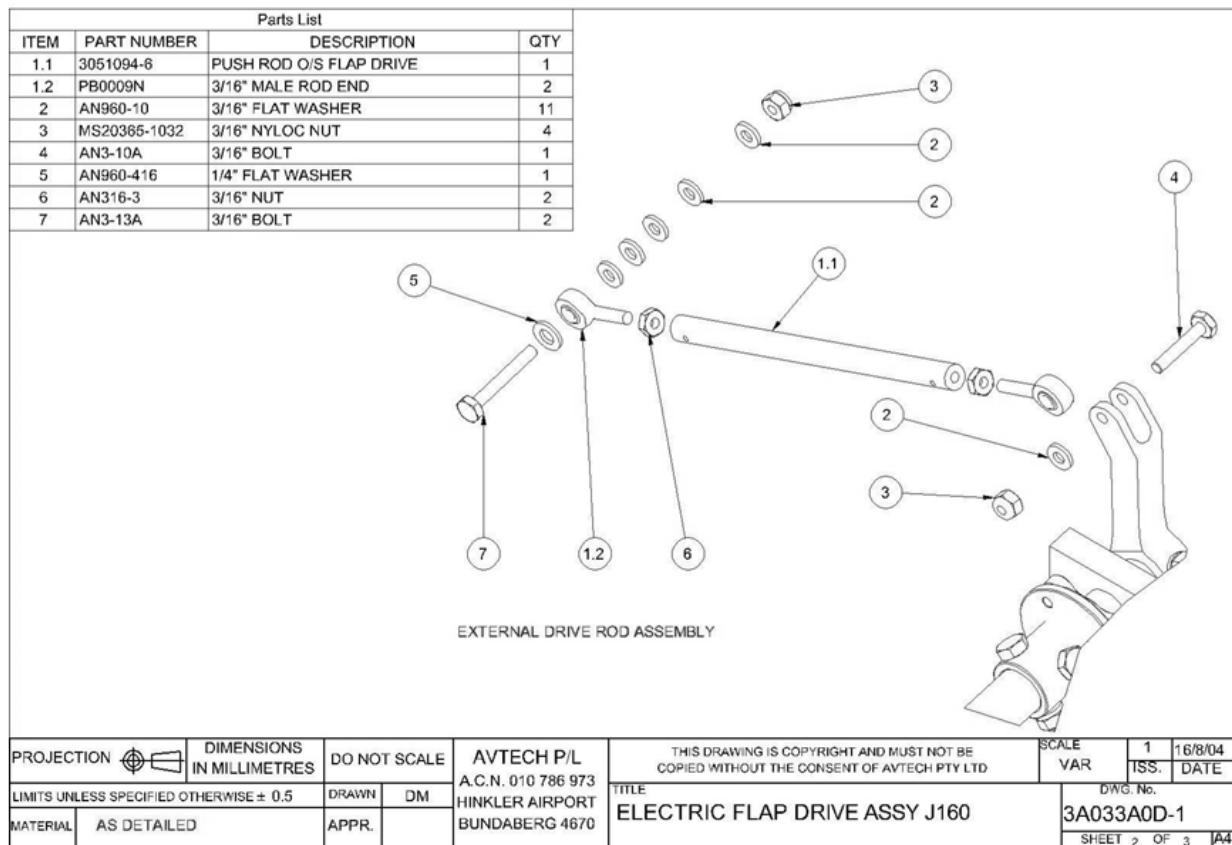 Parts List
ITEM PART NUMBER DESCRIPTION QTY
1.1 3051094-6 PUSH ROD O/S FLAP DRIVE 1
1.2 PB0009N 3/16" MALE ROD END 2
2 AN960-10 3/16" FLAT WASHER 11
3 MS20365-1032 3/16" NYLOC NUT 4
4 AN3-10A 3/16" BOLT 1
5 AN960-416 1/4" FLAT WASHER 1
6 AN316-3 3/16" NUT 2
7 AN3-13A 3/16" BOLT 2
3
2
4
2
1.1
5
2
3
7
1.2
6
EXTERNAL DRIVE ROD ASSEMBLY
PROJECTION
DIMENSIONS
IN MILLIMETRES
DO NOT SCALE
LIMITS UNLESS SPECIFIED OTHERWISE ± 0.5
DRAWN DM
MATERIAL AS DETAILED
APPR.
AVTECH P/L
A.C.N. 010 786 973
HINKLER AIRPORT
BUNDABERG 4670
THIS DRAWING IS COPYRIGHT AND MUST NOT BE
COPIED WITHOUT THE CONSENT OF AVTECH PTY LTD
SCALE
VAR
1 16/8/04
ISS. DATE
TITLE
ELECTRIC FLAP DRIVE ASSY J160
DWG. No.
3A033A0D-1
SHEET 2 OF 3 A4